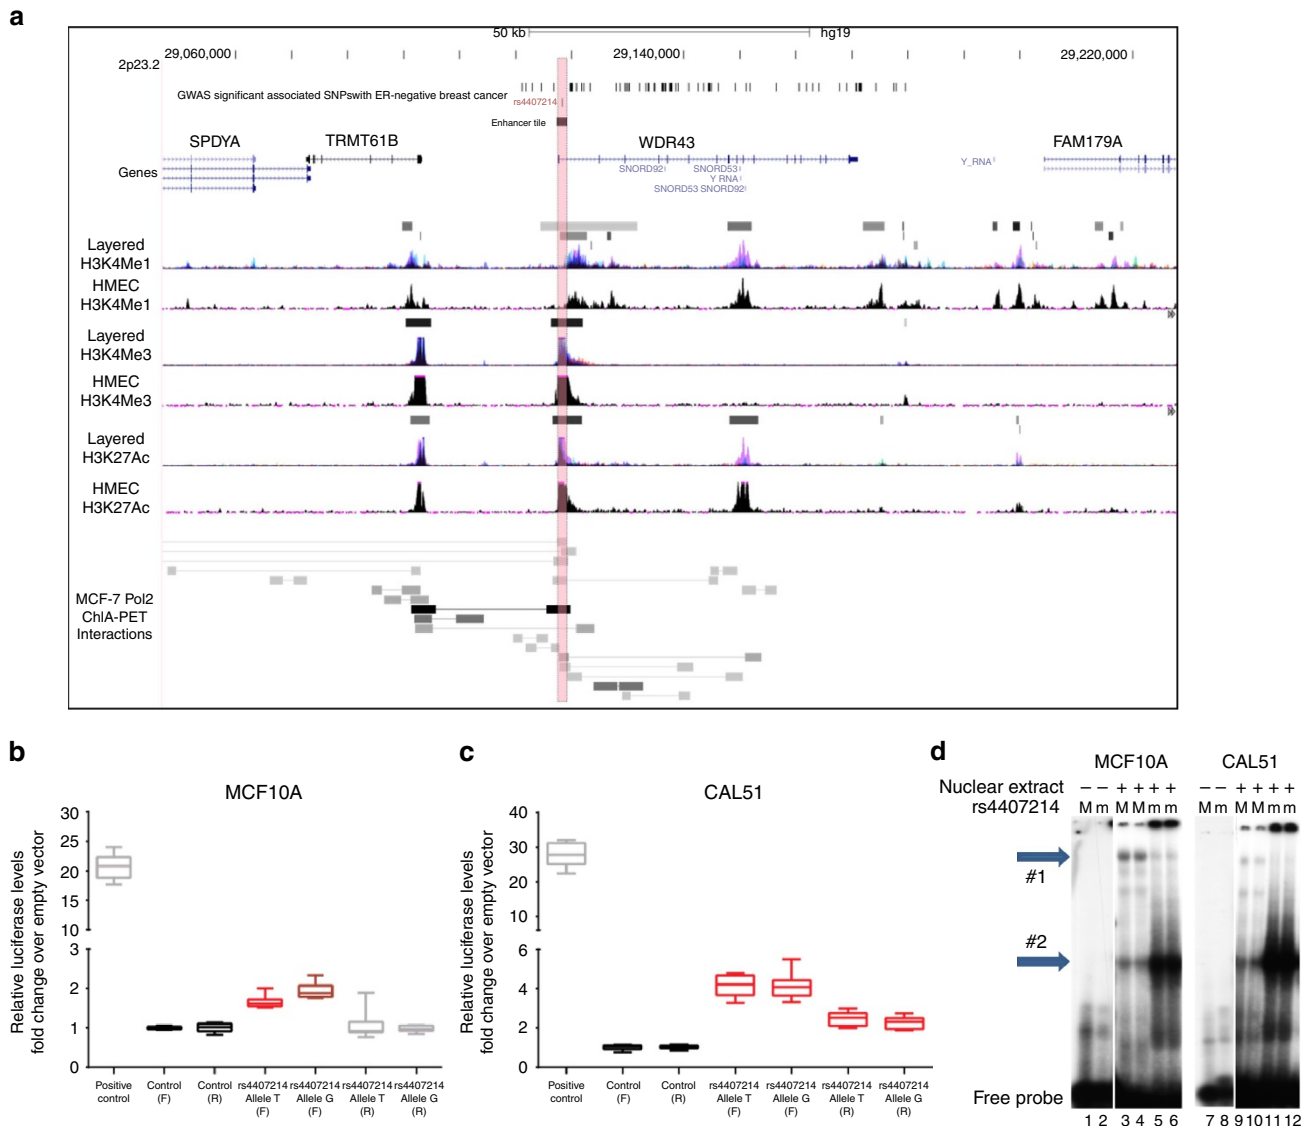 a
50 kb
hg19
29,060,000
29,140,000
29,220,000
2p23.2
GWAS significant associated SNPswith ER-negative breast cancer
rs4407214
Enhancer tile
SPDYA
TRMT61B
WDR43
FAM179A
Genes
SNORD92
SNORD53
Y_RNA
Y RNA
SNORD53 SNORD92
Layered
H3K4Me1
HMEC
H3K4Me1
Layered
H3K4Me3
HMEC
H3K4Me3
Layered
H3K27Ac
HMEC
H3K27Ac
MCF-7 Pol2
ChIA-PET
Interactions
b
MCF10A
Relative luciferase levels
fold change over empty vector
30
25
20
15
10
3
2
1
0
Positive control
Control (F)
Control (R)
rs4407214 Allele T (F)
rs4407214 Allele G (F)
rs4407214 Allele T (R)
rs4407214 Allele G (R)
c
CAL51
Relative luciferase levels
fold change over empty vector
40
30
20
10
6
4
2
0
Positive control
Control (F)
Control (R)
rs4407214 Allele T (F)
rs4407214 Allele G (F)
rs4407214 Allele T (R)
rs4407214 Allele G (R)
d
MCF10A CAL51
Nuclear extract − − + + + + − − + + + +
rs4407214 M m M M m m M m M M m m
#1
#2
Free probe
1 2 3 4 5 6 7 8 9 10 11 12